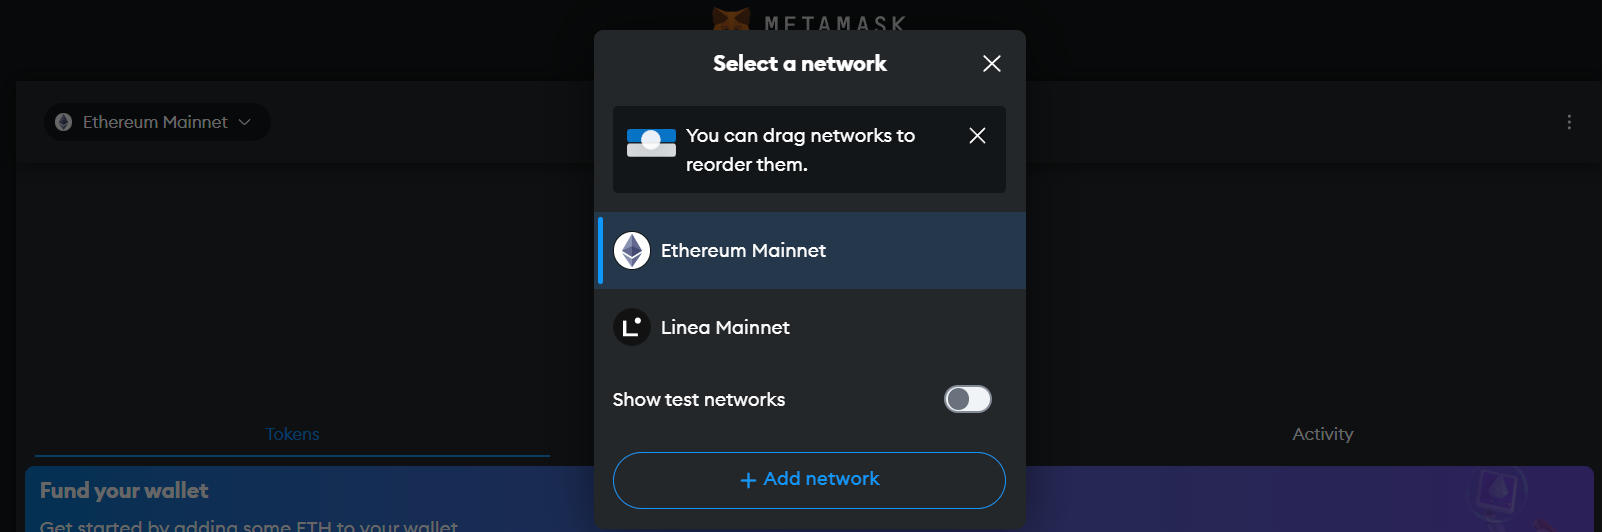 METAMASK
Select a network
Ethereum Mainnet
You can drag networks to
reorder them.
Ethereum Mainnet
Linea Mainnet
Show test networks
Tokens
Activity
+ Add network
Fund your wallet
Get started by adding some ETH to your wallet